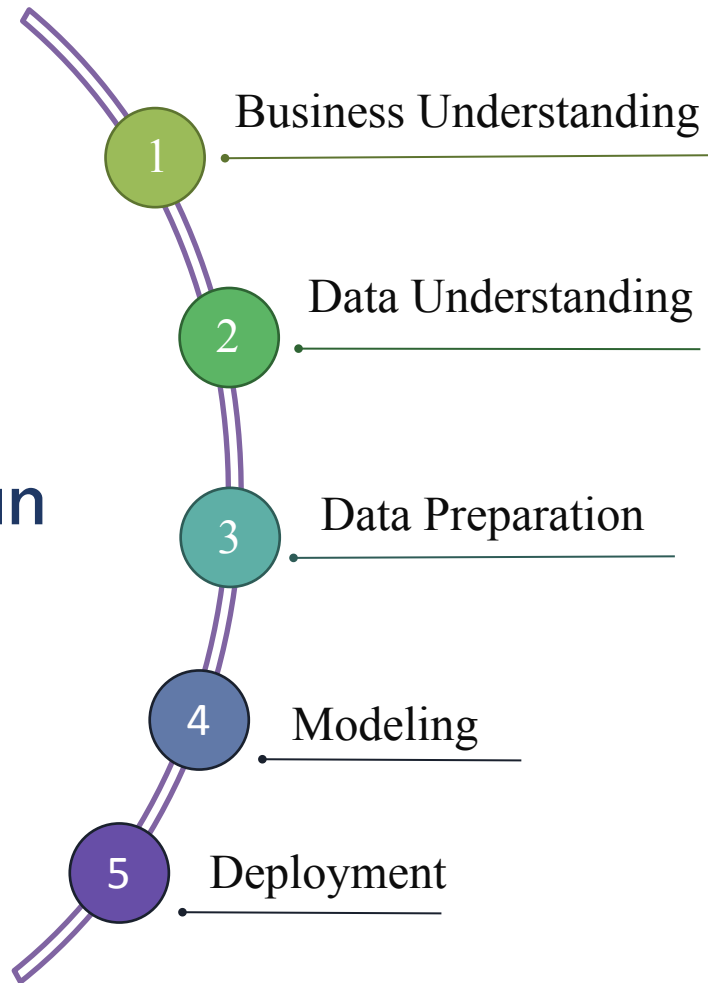 1
Business Understanding
2
Data Understanding
3
Data Preparation
4
Modeling
5
Deployment